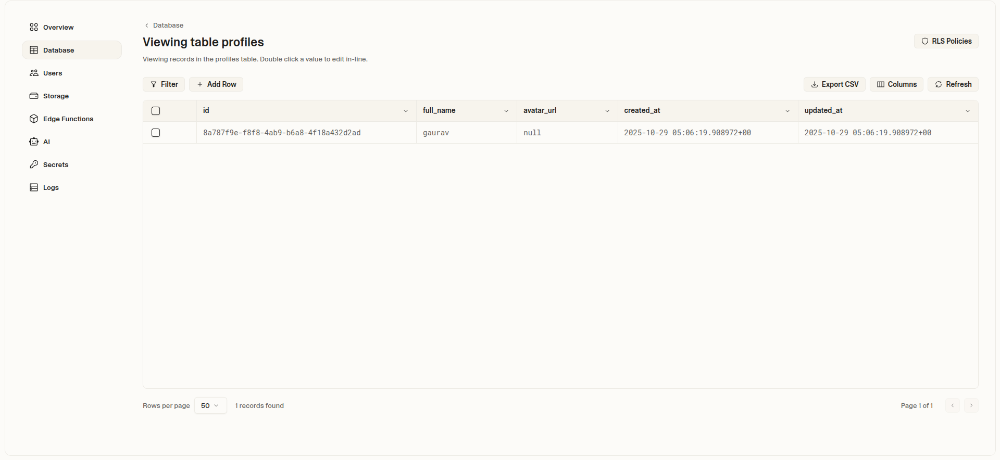 Overview
Database
Users
Storage
Edge Functions
AI
Secrets
Logs
Database
Viewing table profiles
RLS Policies
Viewing records in the profiles table. Double click a value to edit in-line.
Filter Add Row Export CSV Columns Refresh
id full_name avatar_url created_at updated_at
8a787f9e-f8f8-4ab9-b6a8-4f18a432d2ad gaurav null 2025-10-29 05:06:19.908972+00 2025-10-29 05:06:19.908972+00
Rows per page 50 1 records found Page 1 of 1